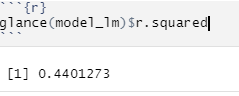 ```{r}
glance(model_lm)$r.squared
```
[1] 0.4401273